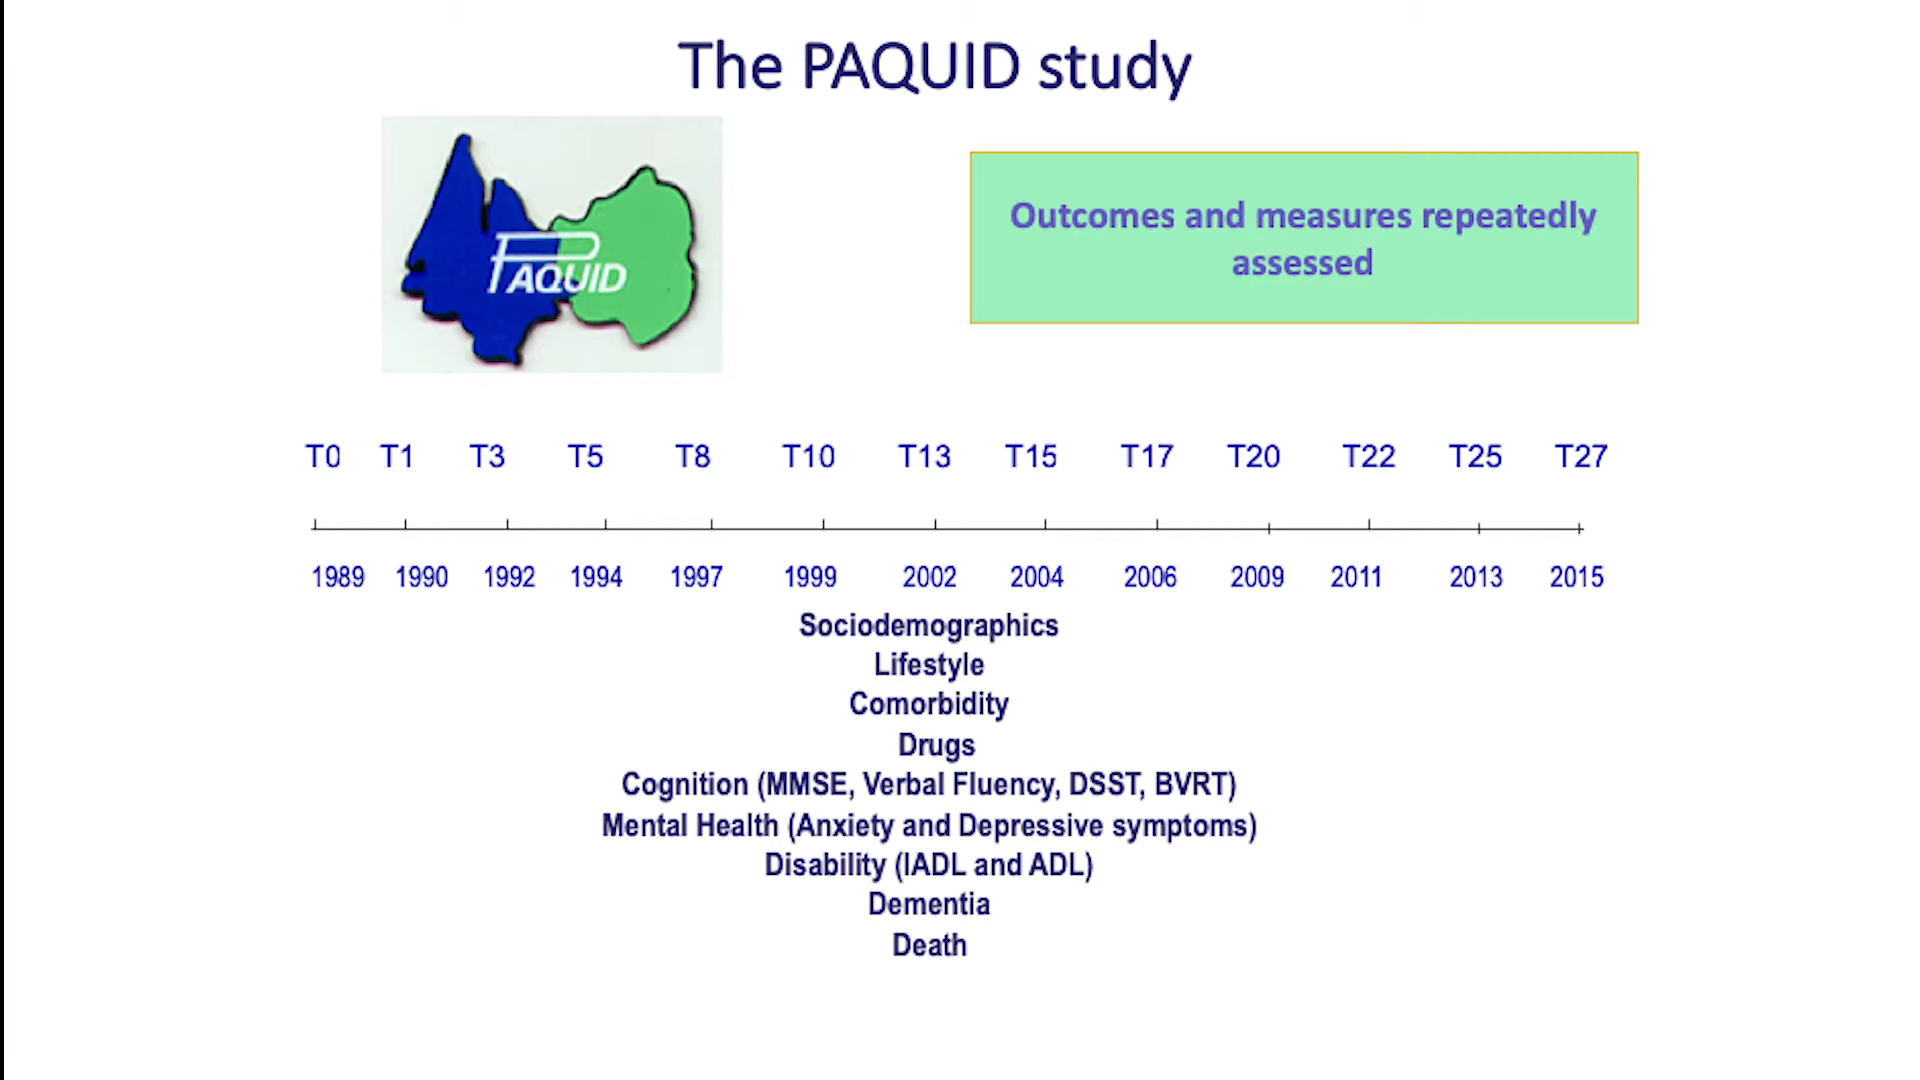 The PAQUID study
PAQUID
Outcomes and measures repeatedly
assessed
T0 T1 T3 T5 T8 T10 T13 T15 T17 T20 T22 T25 T27
1989 1990 1992 1994 1997 1999 2002 2004 2006 2009 2011 2013 2015
Sociodemographics
Lifestyle
Comorbidity
Drugs
Cognition (MMSE, Verbal Fluency, DSST, BVRT)
Mental Health (Anxiety and Depressive symptoms)
Disability (IADL and ADL)
Dementia
Death